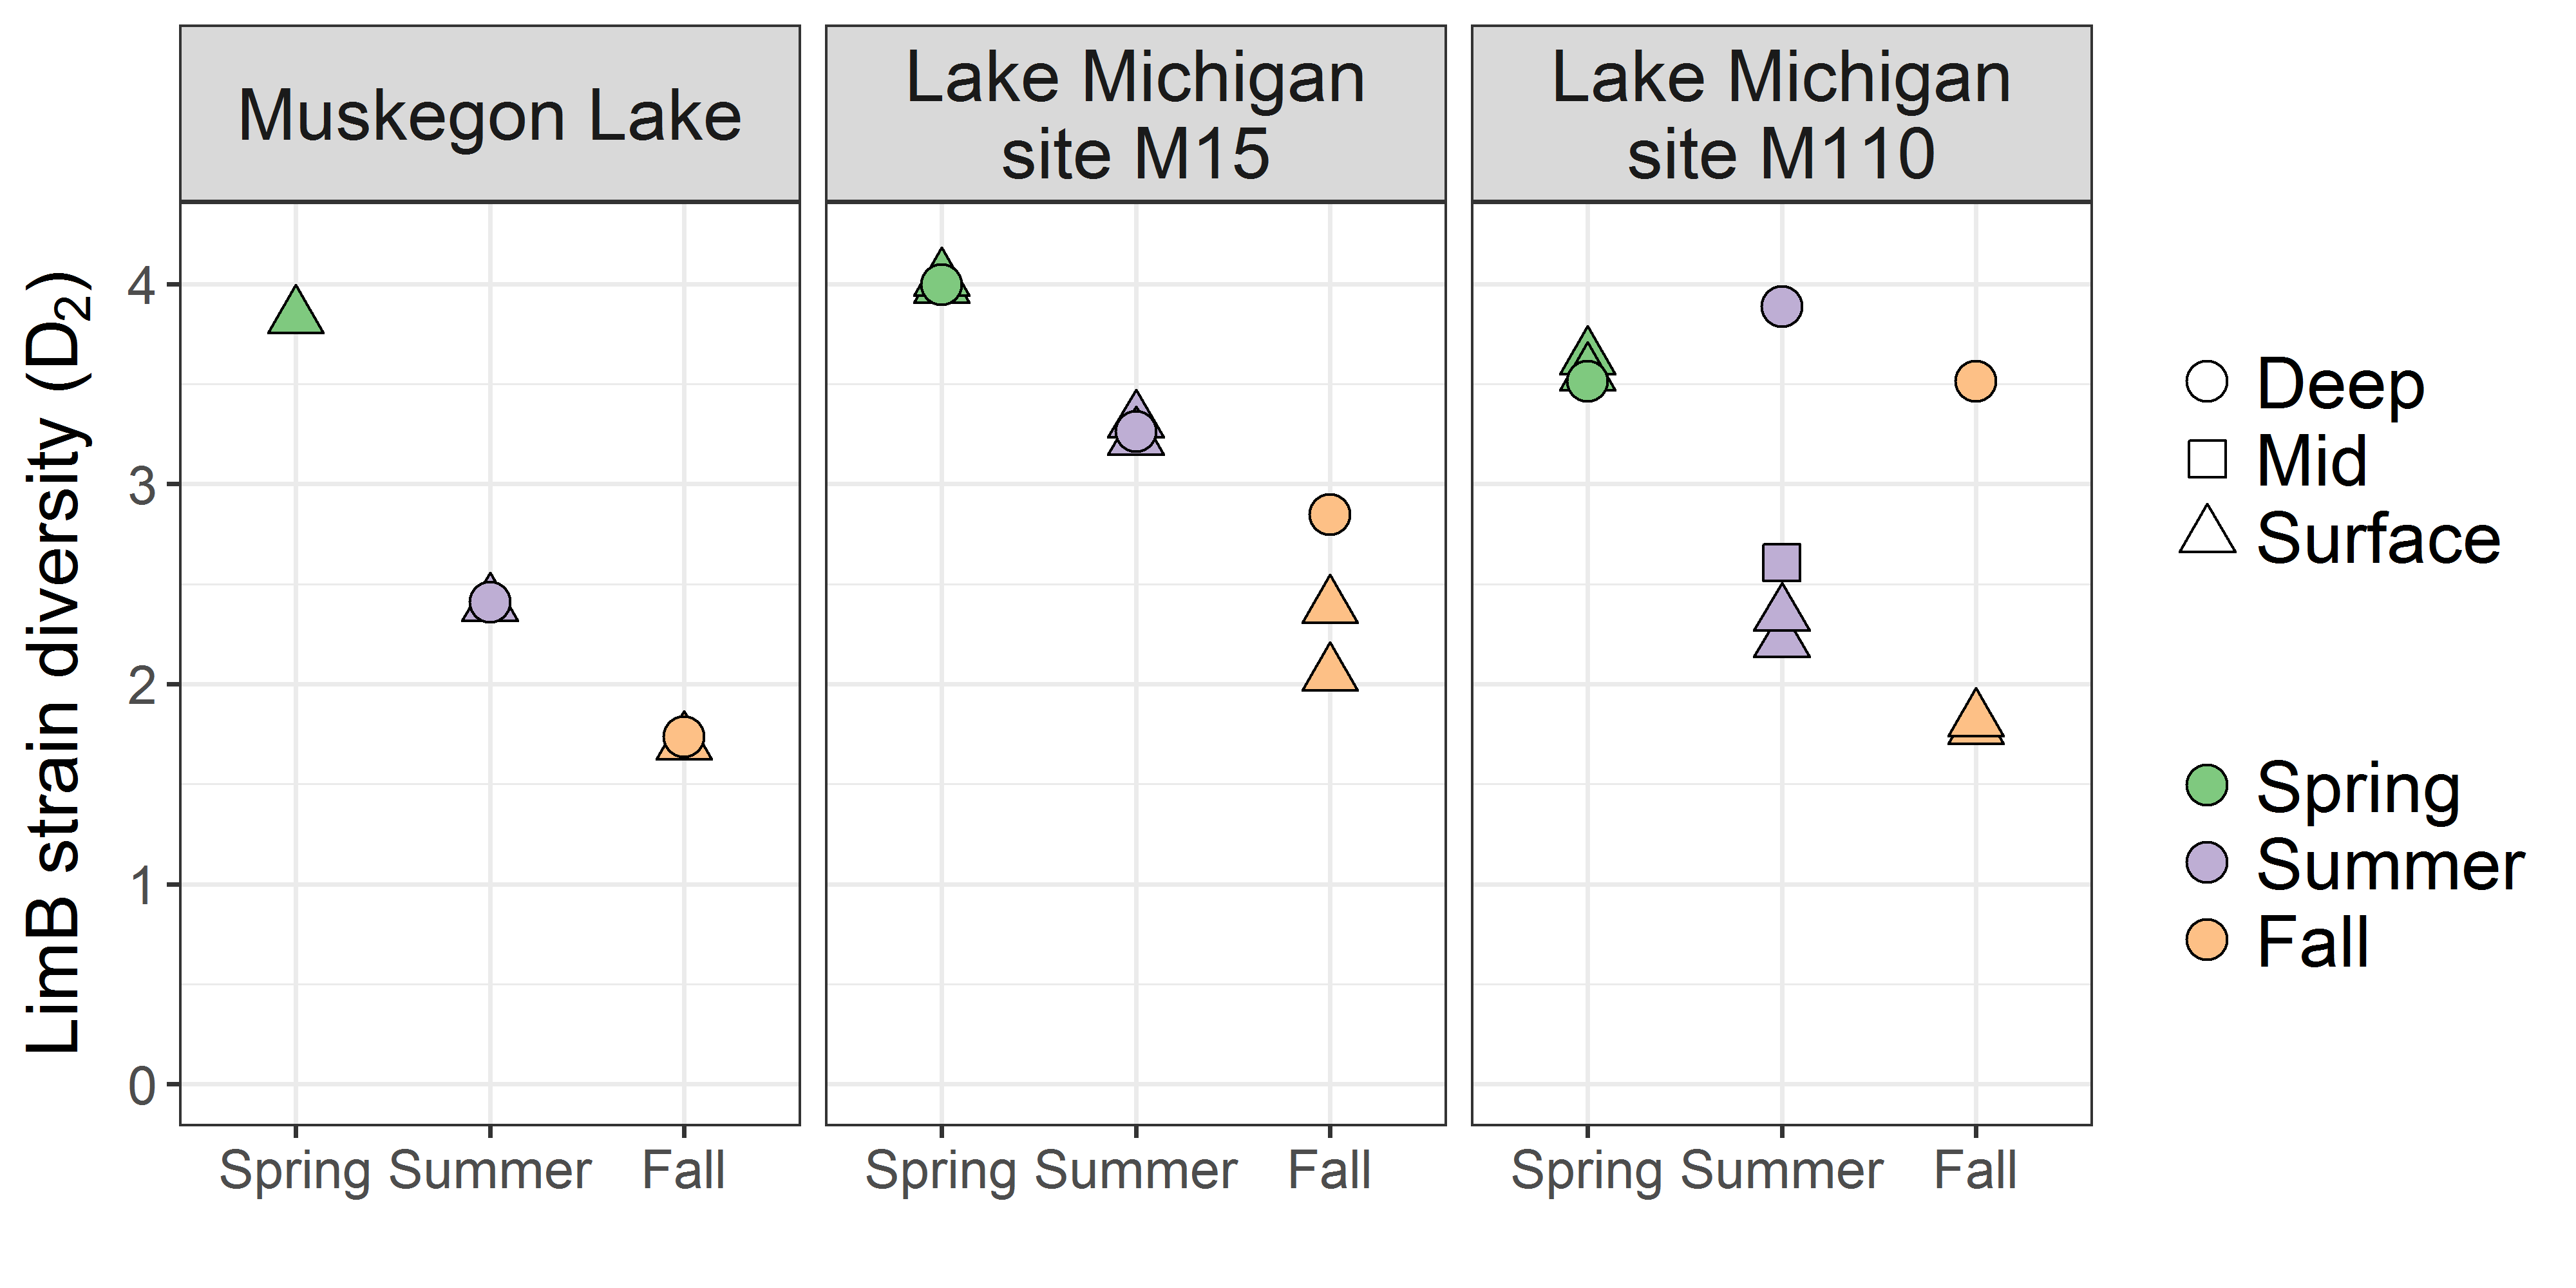 Muskegon Lake
Lake Michigan
site M15
Lake Michigan
site M110
LimB strain diversity (D₂)
4
3
2
1
0
Spring Summer Fall
Spring Summer Fall
Spring Summer Fall
Deep
Mid
Surface
Spring
Summer
Fall